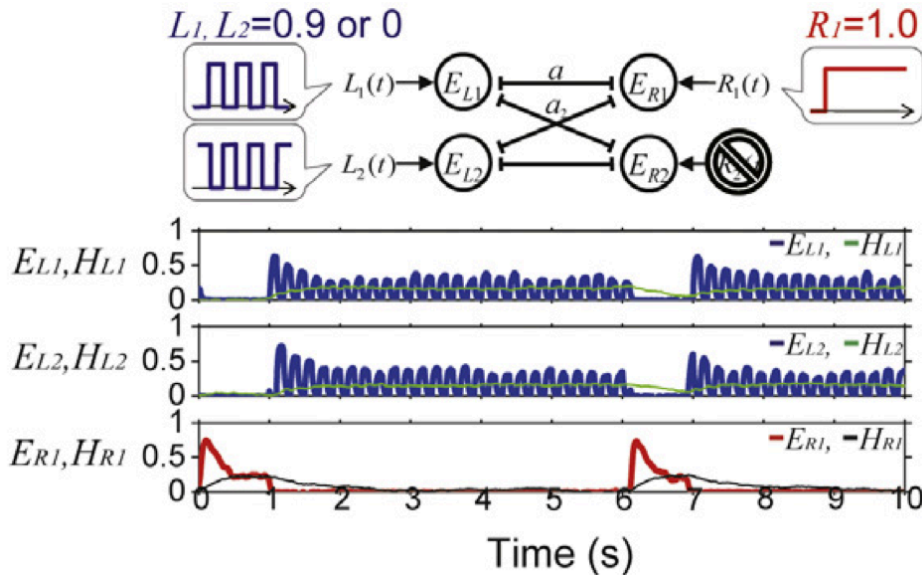 L1, L2=0.9 or 0
R1=1.0
L1(t)
EL1
a
ER1
R1(t)
a2
L2(t)
EL2
ER2
EL1,HL1
1
0.5
0
EL1, HL1
EL2,HL2
1
0.5
0
EL2, HL2
ER1,HR1
1
0.5
0
ER1, HR1
0 1 2 3 4 5 6 7 8 9 10
Time (s)